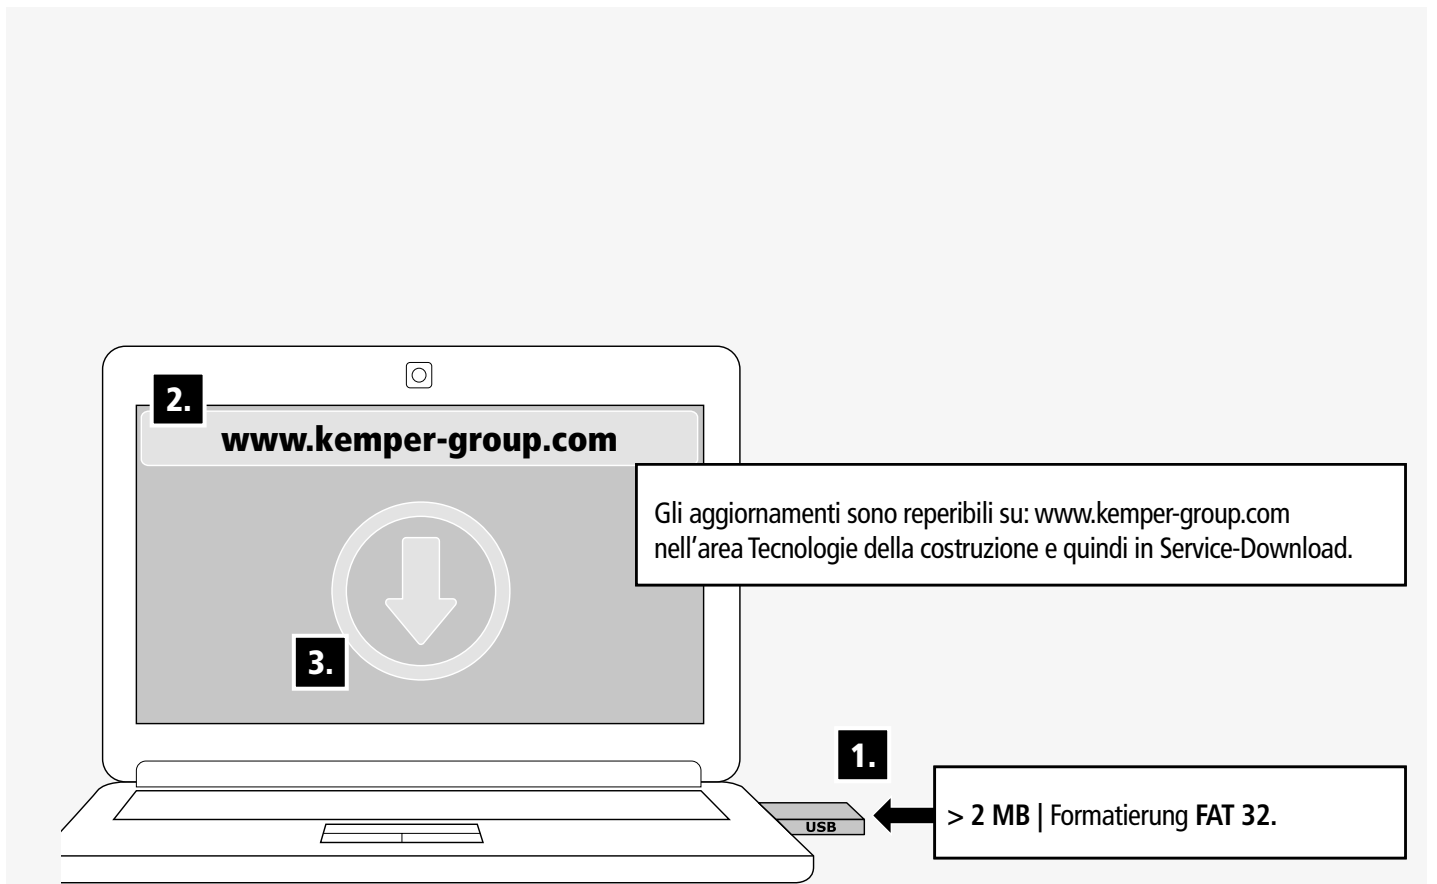 2.
www.kemper-group.com
Gli aggiornamenti sono reperibili su: www.kemper-group.com
nell'area Tecnologie della costruzione e quindi in Service-Download.
3.
1.
USB
> 2 MB | Formatierung FAT 32.